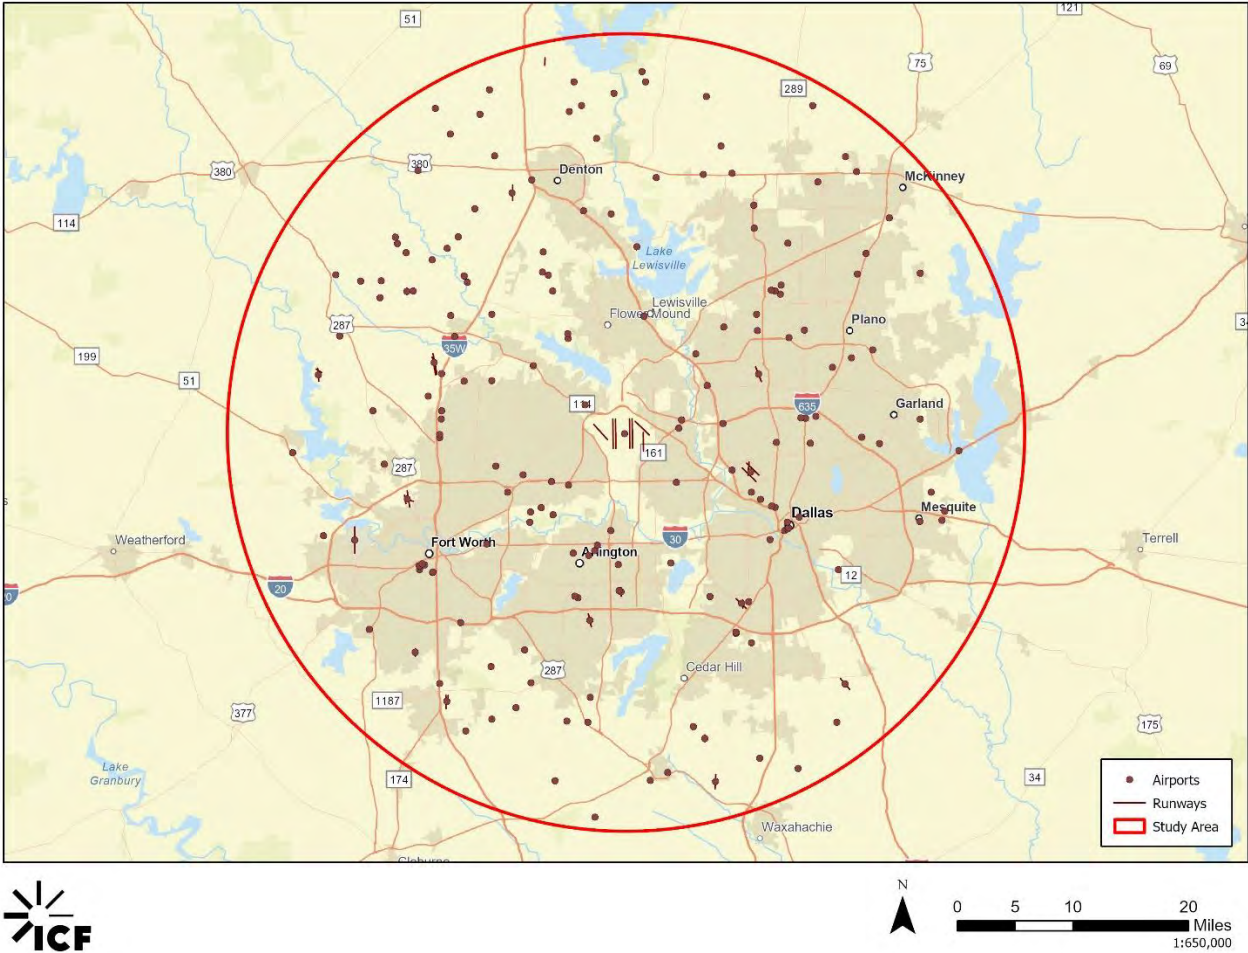 51
121
75
69
289
380
380
Denton
McKinney
114
Lake
Lewisville
Lewisville
Flower Mound
287
Plano
34
35W
199
51
114
635
Garland
161
287
Dallas
Mesquite
Weatherford
Fort Worth
30
Arlington
Terrell
20
20
12
287
Cedar Hill
1187
377
175
Lake
Granbury
174
34
Airports
Runways
Study Area
Waxahachie
Cleburne
ICF
N
0 5 10 20
Miles
1:650,000